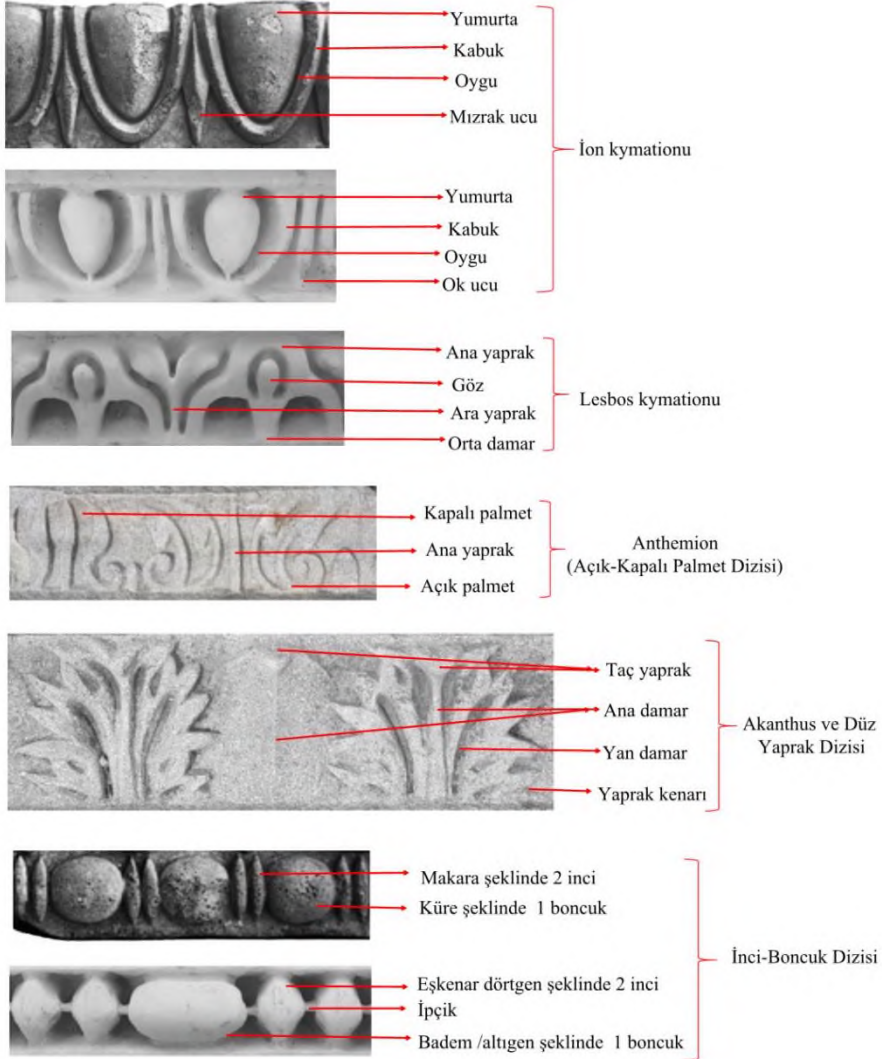 Yumurta
Kabuk
Oygu
Mızrak ucu
İon kymationu
Yumurta
Kabuk
Oygu
Ok ucu
Ana yaprak
Göz
Ara yaprak
Orta damar
Lesbos kymationu
Kapalı palmet
Ana yaprak
Açık palmet
Anthemion
(Açık-Kapalı Palmet Dizisi)
Taç yaprak
Ana damar
Yan damar
Yaprak kenarı
Akanthus ve Düz
Yaprak Dizisi
Makara şeklinde 2 inci
Küre şeklinde 1 boncuk
İnci-Boncuk Dizisi
Eşkenar dörtgen şeklinde 2 inci
İpçik
Badem /altıgen şeklinde 1 boncuk